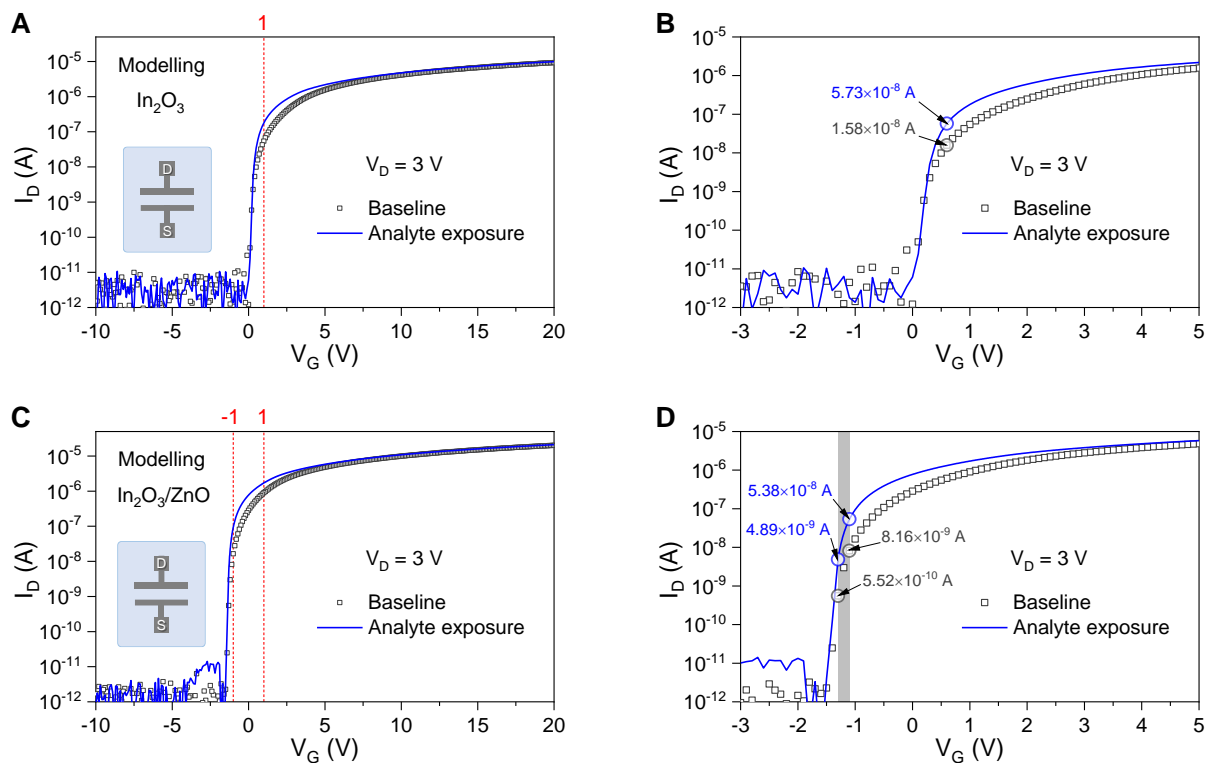 A
1
I_D (A)
10^-5
10^-6
10^-7
10^-8
10^-9
10^-10
10^-11
10^-12
Modelling
In₂O₃
D
S
V_D = 3 V
Baseline
Analyte exposure
-10 -5 0 5 10 15 20
V_G (V)
B
I_D (A)
10^-5
10^-6
10^-7
10^-8
10^-9
10^-10
10^-11
10^-12
5.73×10^-8 A
1.58×10^-8 A
V_D = 3 V
Baseline
Analyte exposure
-3 -2 -1 0 1 2 3 4 5
V_G (V)
C
-1 1
I_D (A)
10^-5
10^-6
10^-7
10^-8
10^-9
10^-10
10^-11
10^-12
Modelling
In₂O₃/ZnO
D
S
V_D = 3 V
Baseline
Analyte exposure
-10 -5 0 5 10 15 20
V_G (V)
D
I_D (A)
10^-5
10^-6
10^-7
10^-8
10^-9
10^-10
10^-11
10^-12
5.38×10^-8 A
4.89×10^-9 A
8.16×10^-9 A
5.52×10^-10 A
V_D = 3 V
Baseline
Analyte exposure
-3 -2 -1 0 1 2 3 4 5
V_G (V)